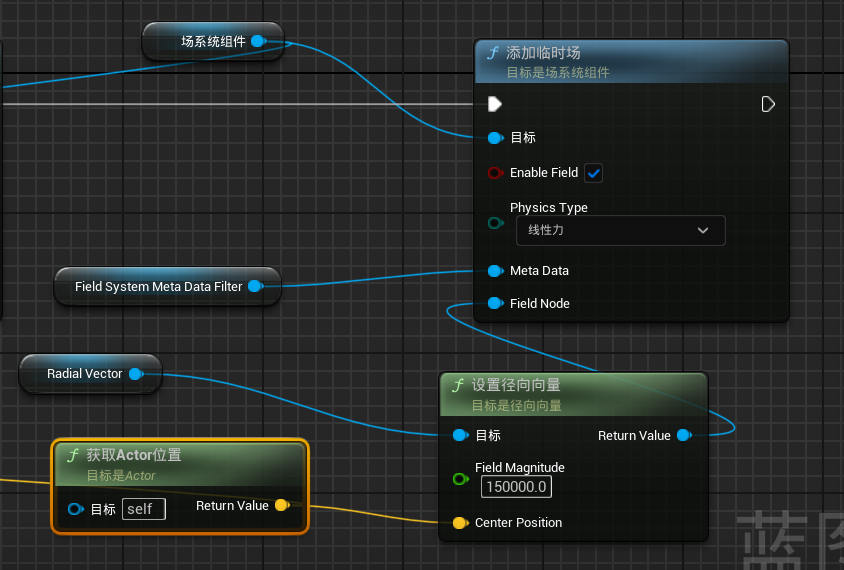 场系统组件
添加临时场
目标是场系统组件
目标
Enable Field
Physics Type
线性力
Field System Meta Data Filter
Meta Data
Field Node
Radial Vector
设置径向向量
目标是径向向量
目标
Return Value
Field Magnitude
150000.0
Center Position
获取Actor位置
目标是Actor
目标
self
Return Value
蓝图